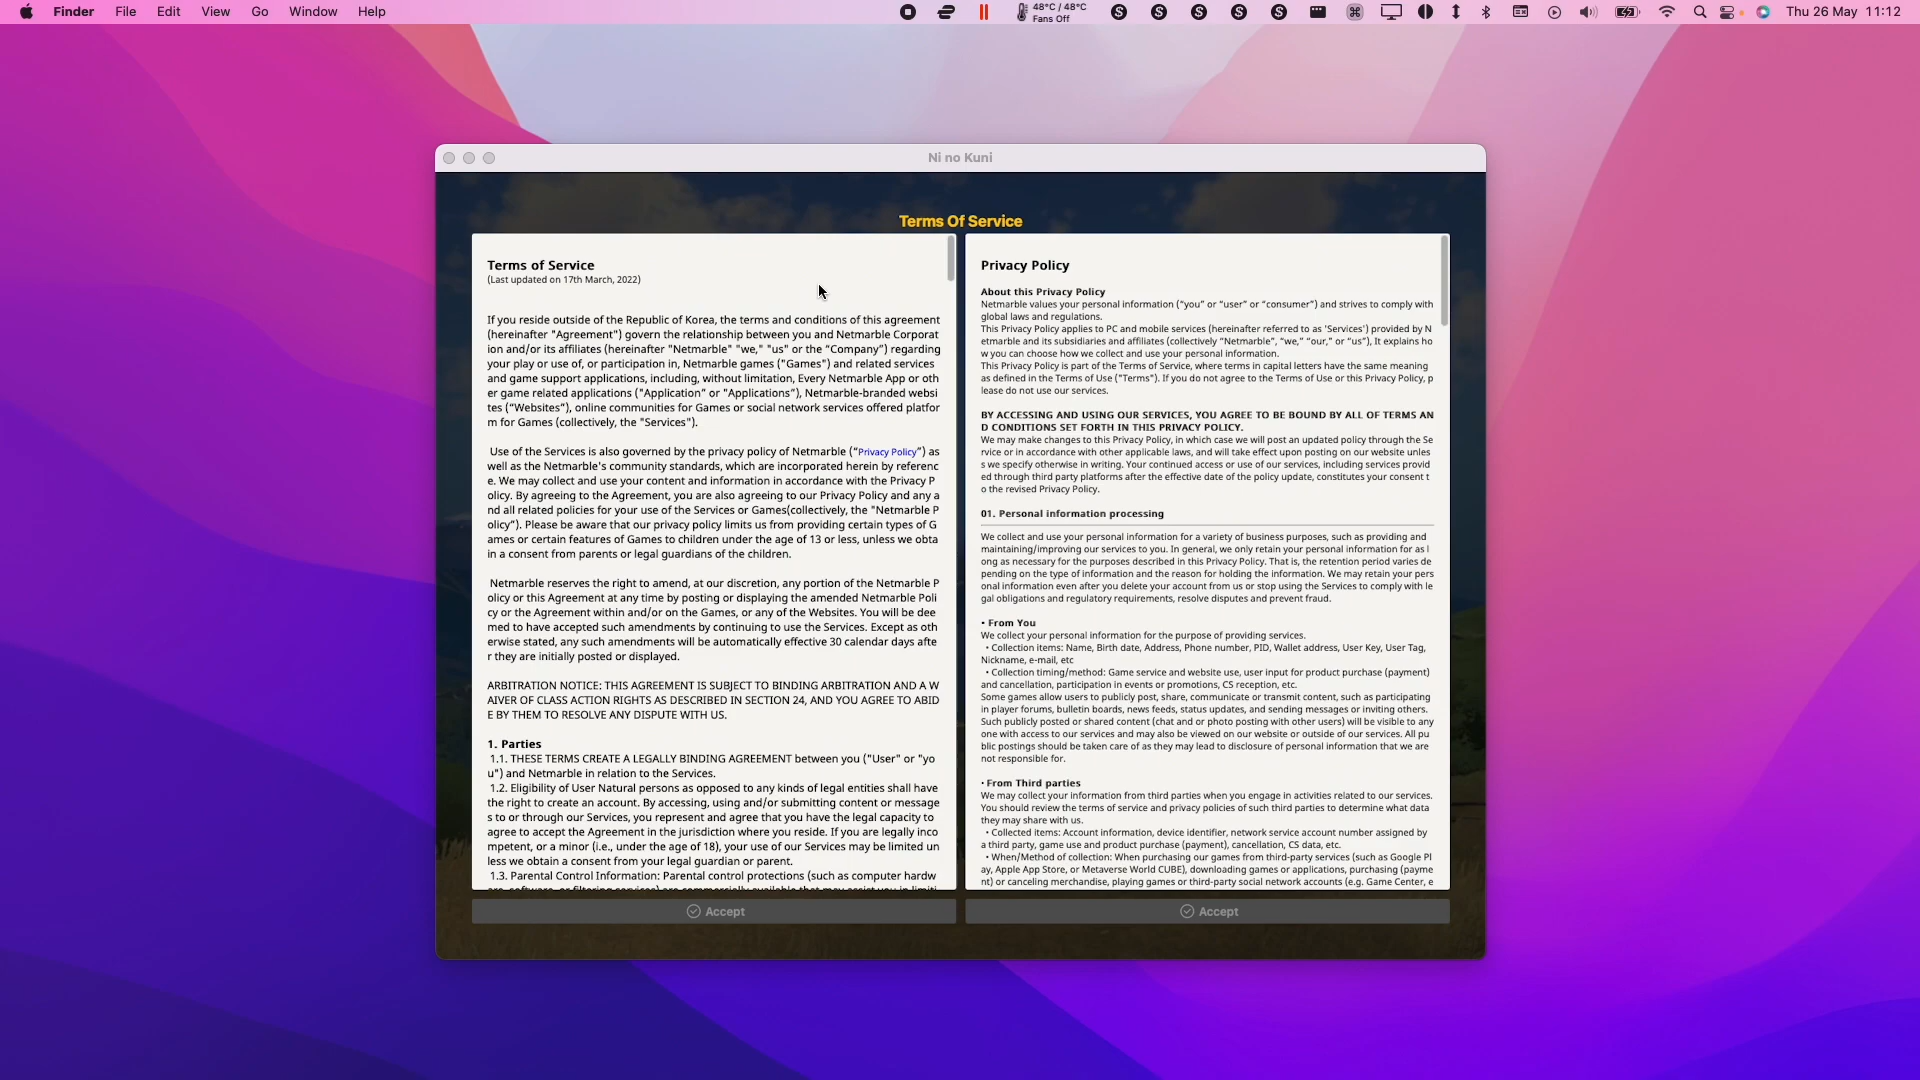 Finder File Edit View Go Window Help
48°C / 48°C
Fans Off
Thu 26 May 11:12
Ni no Kuni
Terms Of Service
Terms of Service
(Last updated on 17th March, 2022)
If you reside outside of the Republic of Korea, the terms and conditions of this agreement
(hereinafter "Agreement") govern the relationship between you and Netmarble Corporat
ion and/or its affiliates (hereinafter "Netmarble" "we," "us" or the “Company”) regarding
your play or use of, or participation in, Netmarble games (“Games”) and related services
and game support applications, including, without limitation, Every Netmarble App or oth
er game related applications (“Application” or “Applications”), Netmarble-branded websi
tes (“Websites”), online communities for Games or social network services offered platfor
m for Games (collectively, the "Services").
Use of the Services is also governed by the privacy policy of Netmarble (“Privacy Policy”) as
well as the Netmarble's community standards, which are incorporated herein by referenc
e. We may collect and use your content and information in accordance with the Privacy P
olicy. By agreeing to the Agreement, you are also agreeing to our Privacy Policy and any a
nd all related policies for your use of the Services or Games(collectively, the "Netmarble P
olicy”). Please be aware that our privacy policy limits us from providing certain types of G
ames or certain features of Games to children under the age of 13 or less, unless we obta
in a consent from parents or legal guardians of the children.
Netmarble reserves the right to amend, at our discretion, any portion of the Netmarble P
olicy or this Agreement at any time by posting or displaying the amended Netmarble Poli
cy or the Agreement within and/or on the Games, or any of the Websites. You will be dee
med to have accepted such amendments by continuing to use the Services. Except as oth
erwise stated, any such amendments will be automatically effective 30 calendar days afte
r they are initially posted or displayed.
ARBITRATION NOTICE: THIS AGREEMENT IS SUBJECT TO BINDING ARBITRATION AND A W
AIVER OF CLASS ACTION RIGHTS AS DESCRIBED IN SECTION 24, AND YOU AGREE TO ABID
E BY THEM TO RESOLVE ANY DISPUTE WITH US.
1. Parties
1.1. THESE TERMS CREATE A LEGALLY BINDING AGREEMENT between you ("User" or "yo
u") and Netmarble in relation to the Services.
1.2. Eligibility of User Natural persons as opposed to any kinds of legal entities shall have
the right to create an account. By accessing, using and/or submitting content or message
s to or through our Services, you represent and agree that you have the legal capacity to
agree to accept the Agreement in the jurisdiction where you reside. If you are legally inco
mpetent, or a minor (i.e., under the age of 18), your use of our Services may be limited un
less we obtain a consent from your legal guardian or parent.
1.3. Parental Control Information: Parental control protections (such as computer hardw
are, software, or filtering services) are commercially available that may assist you in limiti
Accept
Privacy Policy
About this Privacy Policy
Netmarble values your personal information (“you” or “user” or “consumer”) and strives to comply with
global laws and regulations.
This Privacy Policy applies to PC and mobile services (hereinafter referred to as 'Services') provided by N
etmarble and its subsidiaries and affiliates (collectively “Netmarble”, “we,” “our,” or “us”). It explains ho
w you can choose how we collect and use your personal information.
This Privacy Policy is part of the Terms of Service, where terms in capital letters have the same meaning
as defined in the Terms of Use ("Terms”). If you do not agree to the Terms of Use or this Privacy Policy, p
lease do not use our services.
BY ACCESSING AND USING OUR SERVICES, YOU AGREE TO BE BOUND BY ALL OF TERMS AN
D CONDITIONS SET FORTH IN THIS PRIVACY POLICY.
We may make changes to this Privacy Policy, in which case we will post an updated policy through the Se
rvice or in accordance with other applicable laws, and will take effect upon posting on our website unles
s we specify otherwise in writing. Your continued access or use of our services, including services provid
ed through third party platforms after the effective date of the policy update, constitutes your consent t
o the revised Privacy Policy.
01. Personal information processing
We collect and use your personal information for a variety of business purposes, such as providing and
maintaining/improving our services to you. In general, we only retain your personal information for as l
ong as necessary for the purposes described in this Privacy Policy. That is, the retention period varies de
pending on the type of information and the reason for holding the information. We may retain your pers
onal information even after you delete your account from us or stop using the Services to comply with le
gal obligations and regulatory requirements, resolve disputes and prevent fraud.
• From You
We collect your personal information for the purpose of providing services.
• Collection items: Name, Birth date, Address, Phone number, PID, Wallet address, User Key, User Tag,
Nickname, e-mail, etc
• Collection timing/method: Game service and website use, user input for product purchase (payment)
and cancellation, participation in events or promotions, CS reception, etc.
Some games allow users to publicly post, share, communicate or transmit content, such as participating
in player forums, bulletin boards, news feeds, status updates, and sending messages or inviting others.
Such publicly posted or shared content (chat and or photo posting with other users) will be visible to any
one with access to our services and may also be viewed on our website or outside of our services. All pu
blic postings should be taken care of as they may lead to disclosure of personal information that we are
not responsible for.
• From Third parties
We may collect your information from third parties when you engage in activities related to our services.
You should review the terms of service and privacy policies of such third parties to determine what data
they may share with us.
• Collected items: Account information, device identifier, network service account number assigned by
a third party, game use and product purchase (payment), cancellation, CS data, etc.
• When/Method of collection: When purchasing our games from third-party services (such as Google Pl
ay, Apple App Store, or Metaverse World CUBE), downloading games or applications, purchasing (payme
nt) or canceling merchandise, playing games or third-party social network accounts (e.g. Game Center, e
Accept